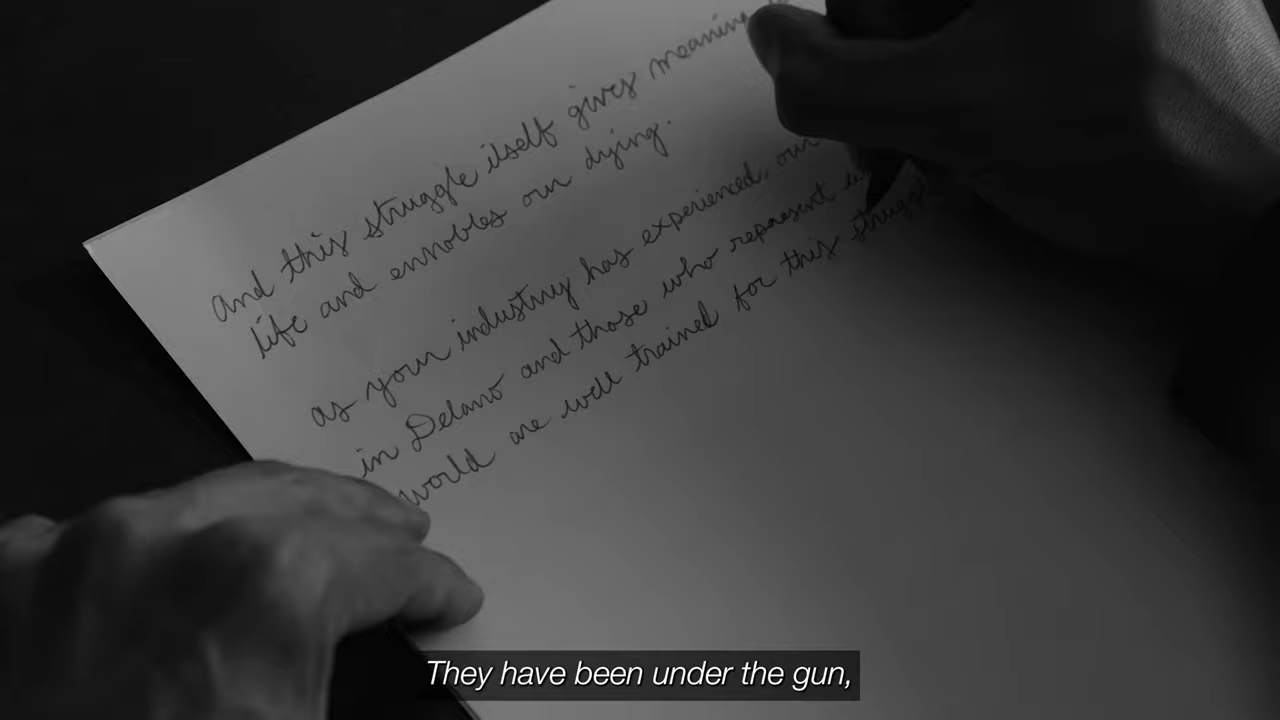 And this struggle itself gives meaning
life and ennobles our dying.
as your industry has experienced, our
in Delano and those who represent
world are well trained for this struggl
They have been under the gun,